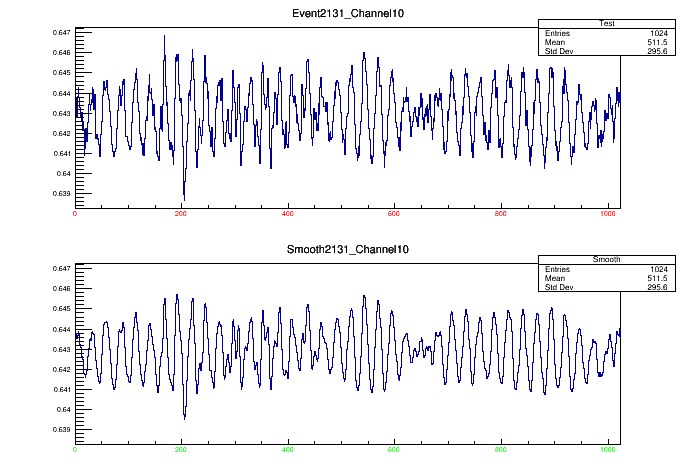 Event2131_Channel10
Test
Entries 1024
Mean 511.5
Std Dev 295.6
0.647
0.646
0.645
0.644
0.643
0.642
0.641
0.64
0.639
0 200 400 600 800 1000
Smooth2131_Channel10
Smooth
Entries 1024
Mean 511.5
Std Dev 295.6
0.647
0.646
0.645
0.644
0.643
0.642
0.641
0.64
0.639
0 200 400 600 800 1000